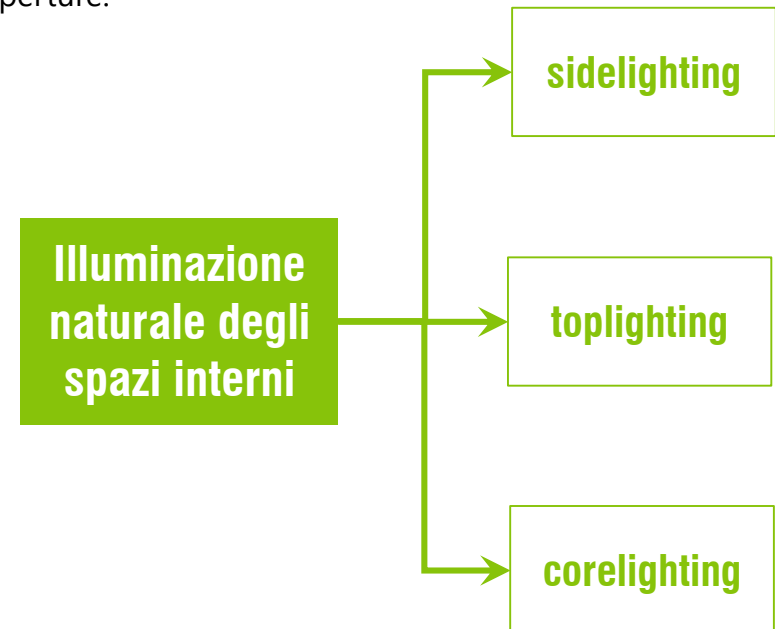 sidelighting
Illuminazione
naturale degli
spazi interni
toplighting
corelighting